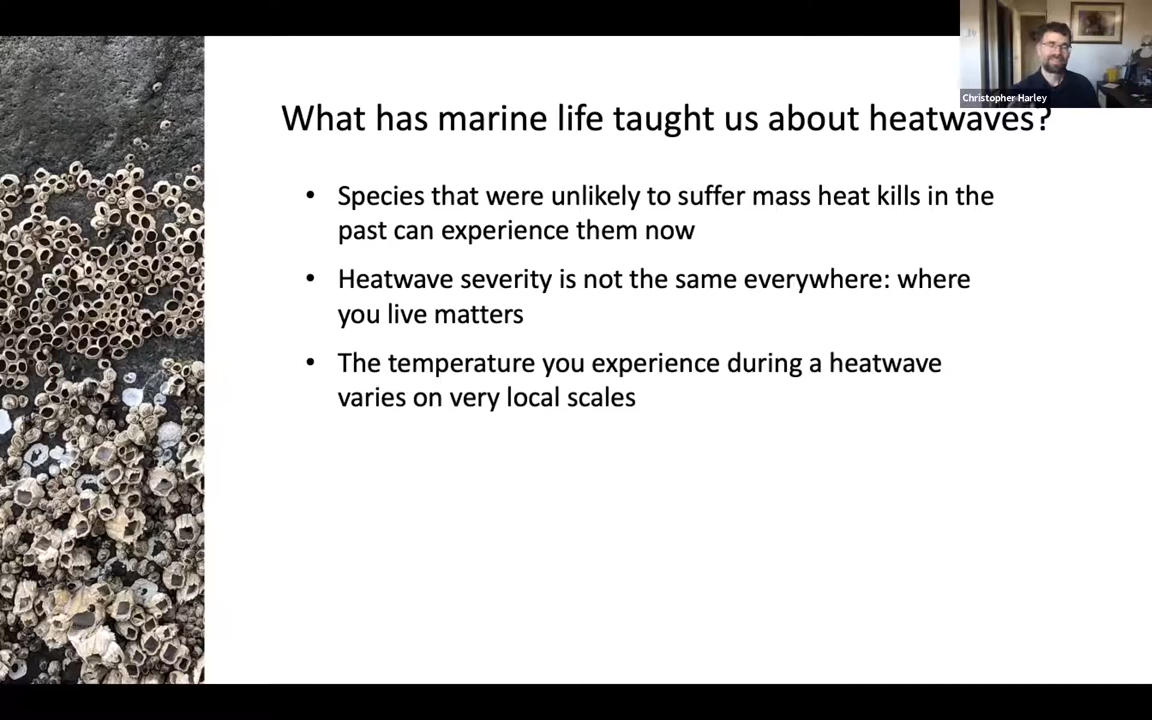 Christopher Harley
What has marine life taught us about heatwaves?
• Species that were unlikely to suffer mass heat kills in the
past can experience them now
• Heatwave severity is not the same everywhere: where
you live matters
• The temperature you experience during a heatwave
varies on very local scales